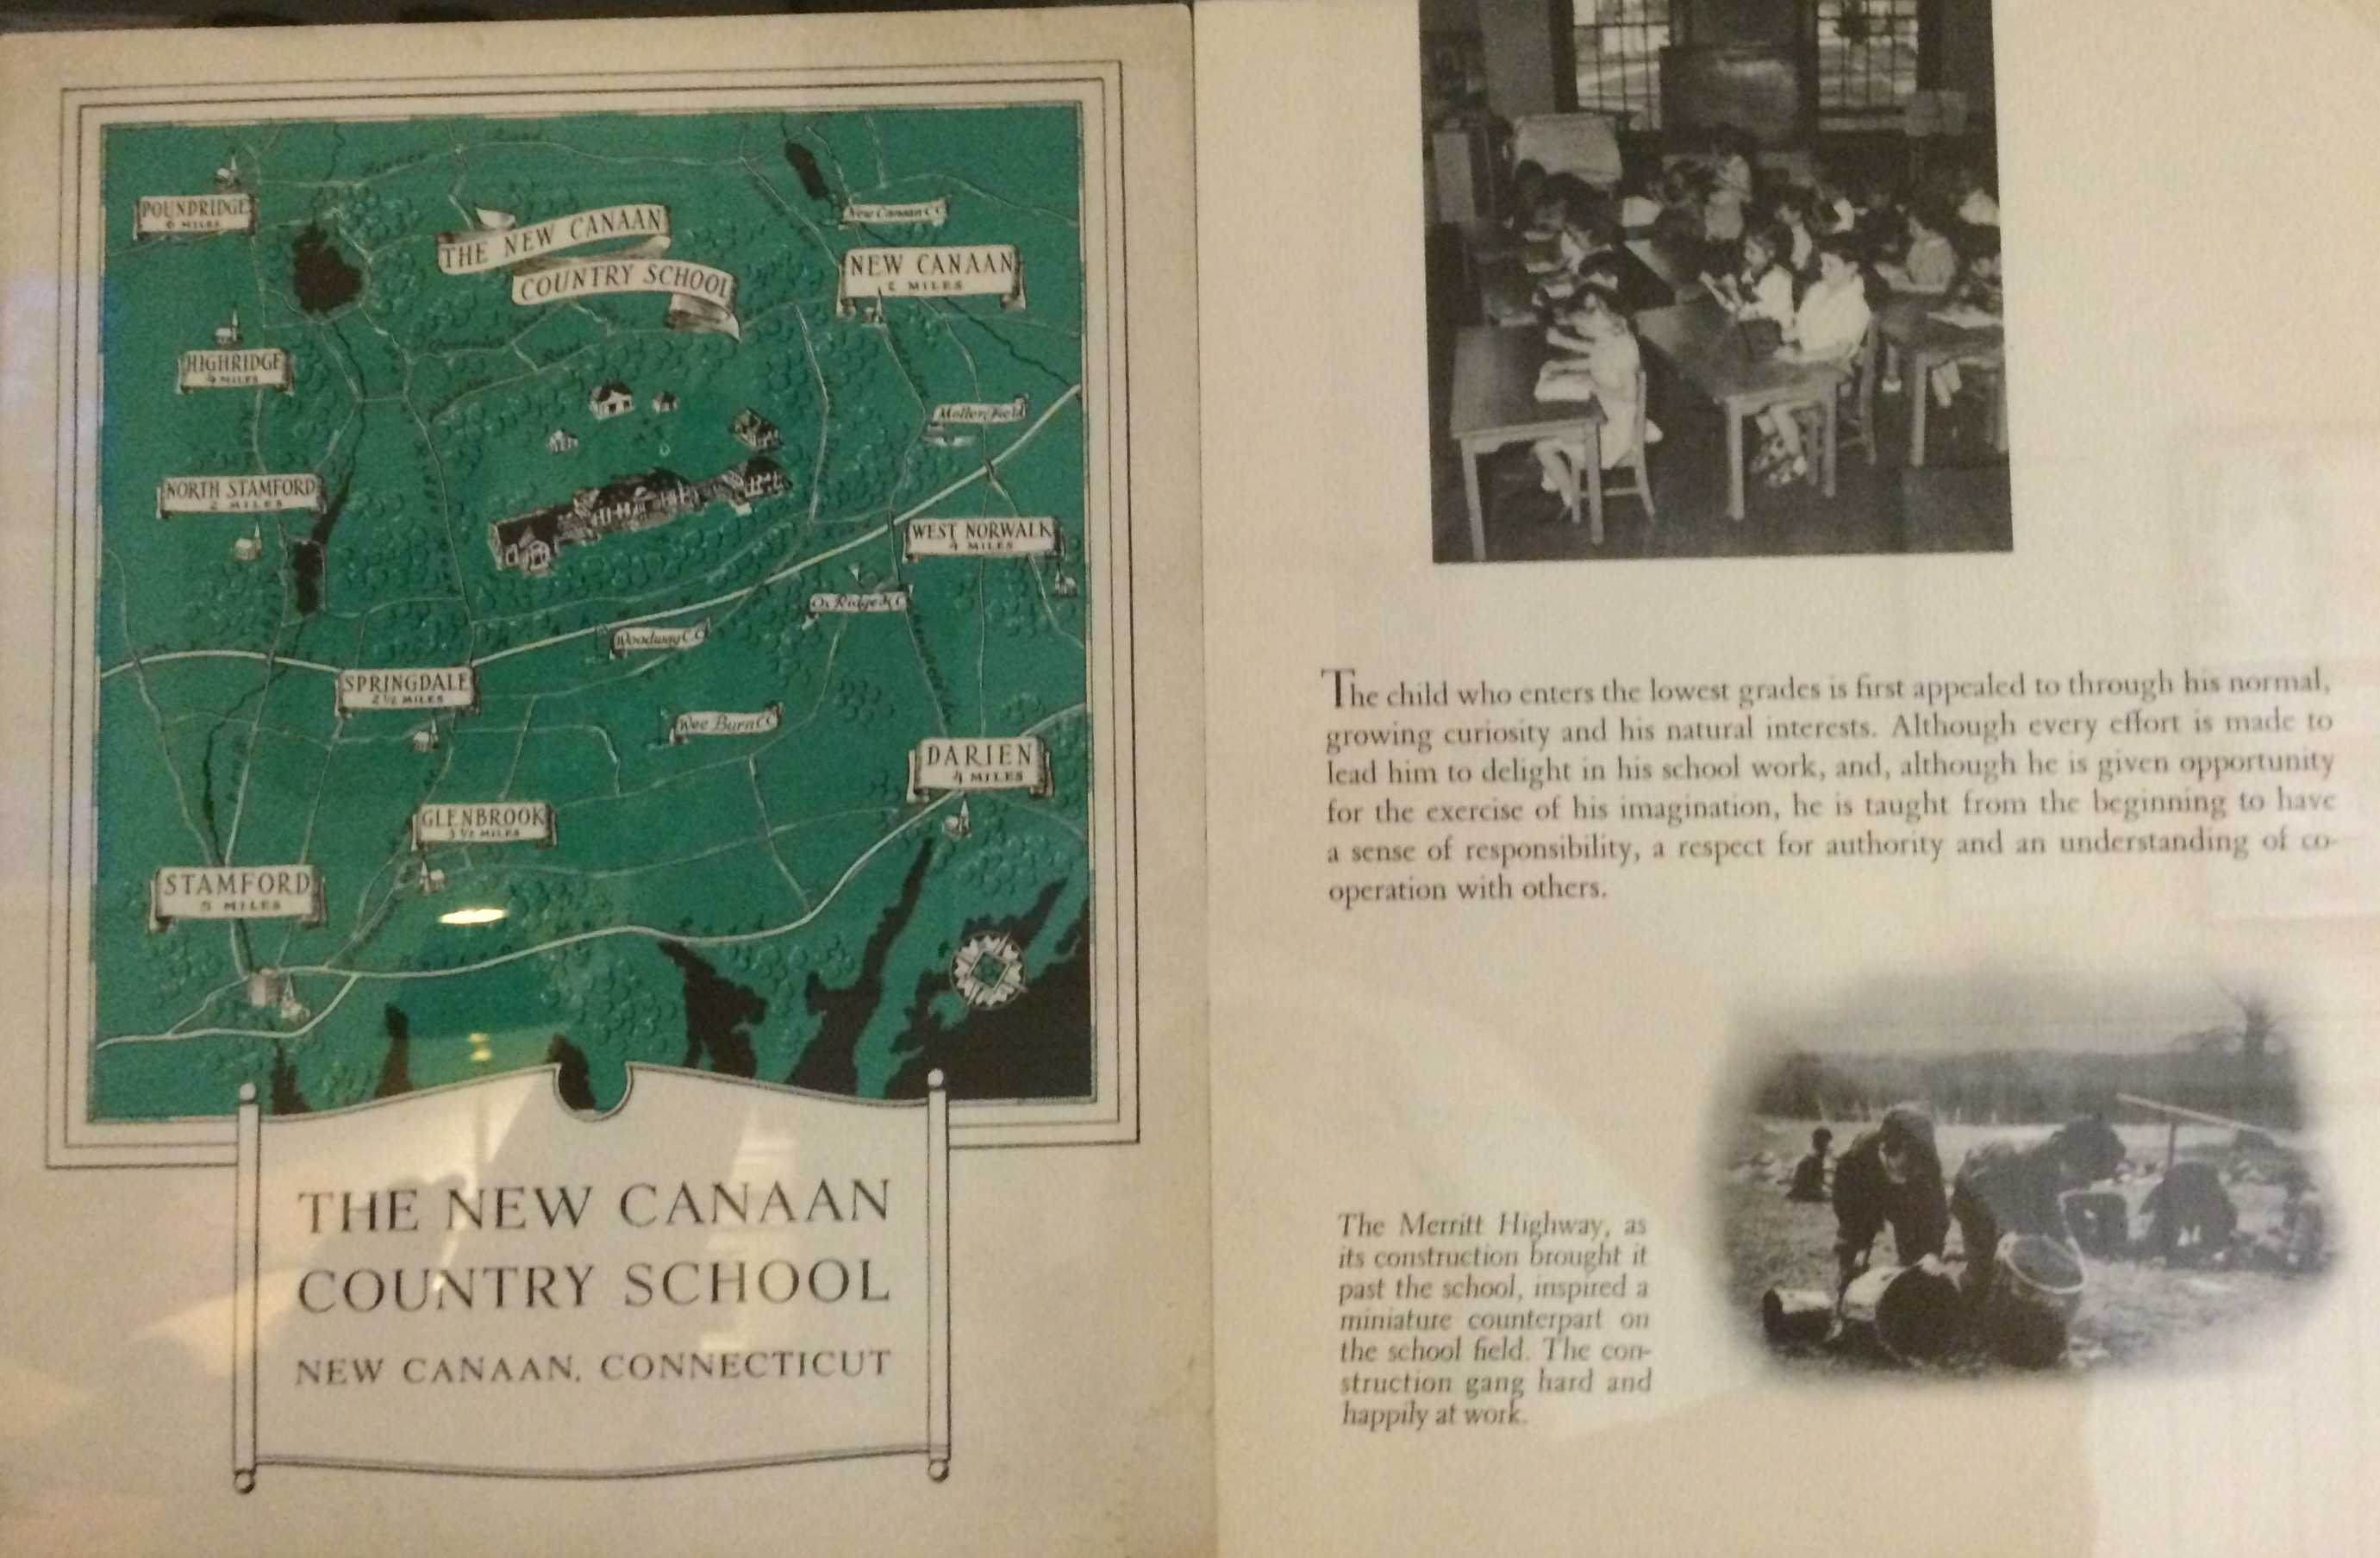 POUNDRIDGE
6 MILES
THE NEW CANAAN
COUNTRY SCHOOL
New Canaan C.C.
NEW CANAAN
2 MILES
HIGHRIDGE
4 MILES
Road
NORTH STAMFORD
2 MILES
WEST NORWALK
4 MILES
Woodway C.C.
SPRINGDALE
2 1/2 MILES
Wee Burn C.C.
DARIEN
4 MILES
GLENBROOK
3 1/2 MILES
STAMFORD
5 MILES
THE NEW CANAAN
COUNTRY SCHOOL
NEW CANAAN, CONNECTICUT
The child who enters the lowest grades is first appealed to through his normal,
growing curiosity and his natural interests. Although every effort is made to
lead him to delight in his school work, and, although he is given opportunity
for the exercise of his imagination, he is taught from the beginning to have
a sense of responsibility, a respect for authority and an understanding of co-
operation with others.
The Merritt Highway, as
its construction brought it
past the school, inspired a
miniature counterpart on
the school field. The con-
struction gang hard and
happily at work.